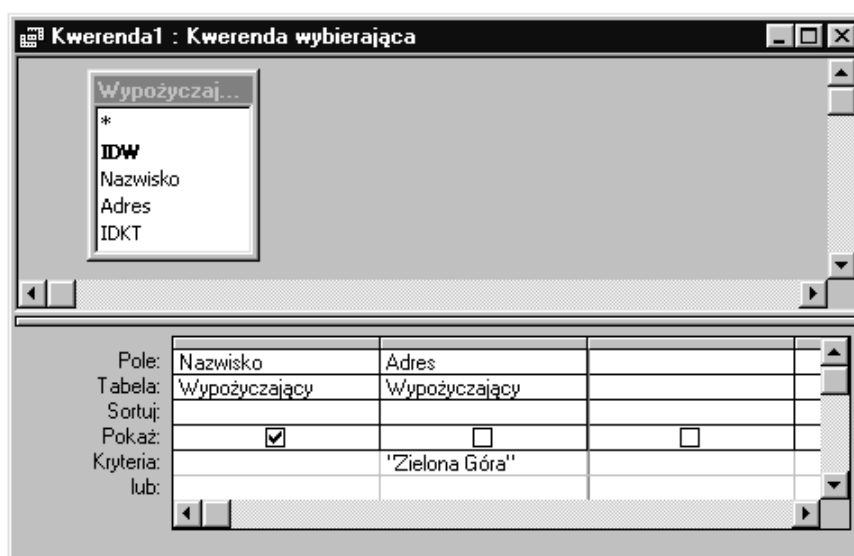 Kwerenda1 : Kwerenda wybierająca
Wypożyczaj...
*
IDW
Nazwisko
Adres
IDKT
Pole: Nazwisko Adres
Tabela: Wypożyczający Wypożyczający
Sortuj:
Pokaż:
Kryteria: "Zielona Góra"
lub: